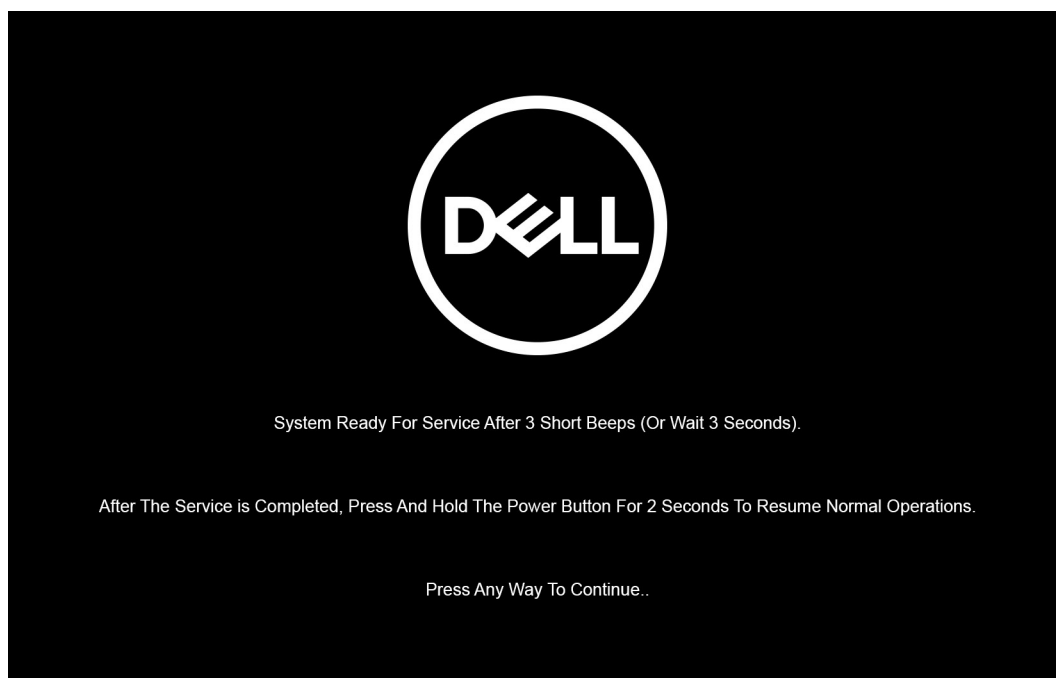 DELL
System Ready For Service After 3 Short Beeps (Or Wait 3 Seconds).
After The Service is Completed, Press And Hold The Power Button For 2 Seconds To Resume Normal Operations.
Press Any Way To Continue..